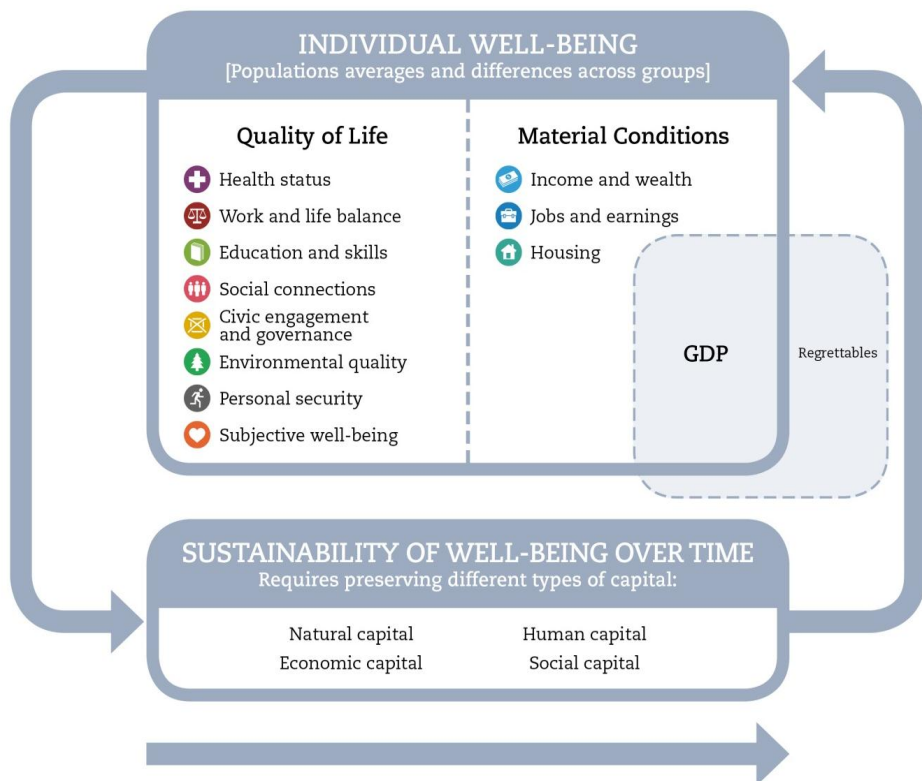 INDIVIDUAL WELL-BEING
[Populations averages and differences across groups]
Quality of Life
Health status
Work and life balance
Education and skills
Social connections
Civic engagement
and governance
Environmental quality
Personal security
Subjective well-being
Material Conditions
Income and wealth
Jobs and earnings
Housing
GDP
Regrettables
SUSTAINABILITY OF WELL-BEING OVER TIME
Requires preserving different types of capital:
Natural capital
Economic capital
Human capital
Social capital